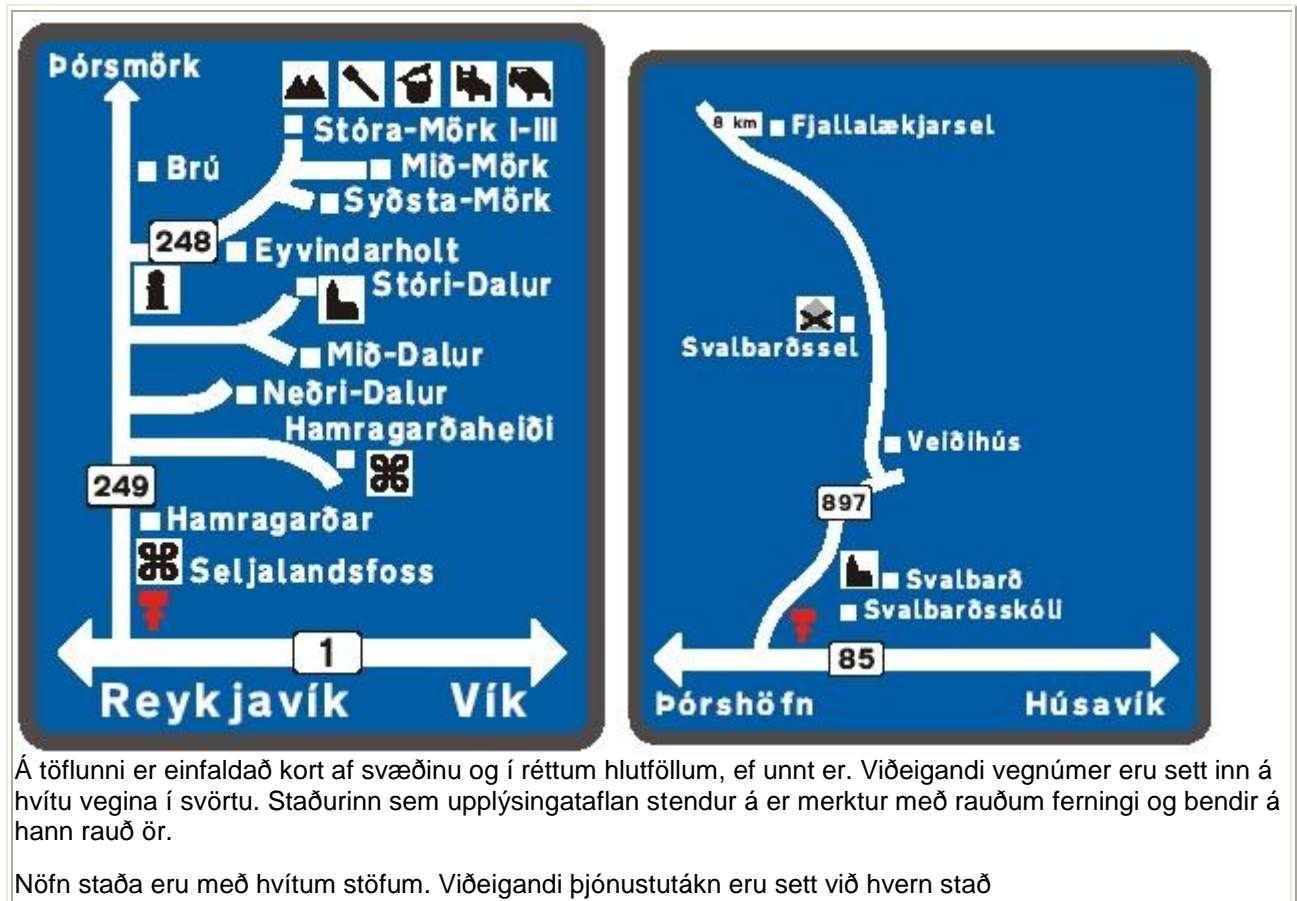 Þórsmörk
Stóra-Mörk I-III
Brú
Mið-Mörk
Syðsta-Mörk
248
Eyvindarholt
Stóri-Dalur
Mið-Dalur
Neðri-Dalur
Hamragarðaheiði
249
Hamragarðar
Seljalandsfoss
1
Reykjavík Vík
8 km Fjallalækjarsel
Svalbarðssel
Veiðihús
897
Svalbarð
Svalbarðsskóli
85
Þórshöfn Húsavík
Á töflunni er einfaldað kort af svæðinu og í réttum hlutföllum, ef unnt er. Viðeigandi vegnúmer eru sett inn á
hvítu vegina í svörtu. Staðurinn sem upplýsingataflan stendur á er merktur með rauðum ferningi og bendir á
hann rauð ör.
Nöfn staða eru með hvítum stöfum. Viðeigandi þjónustutákn eru sett við hvern stað